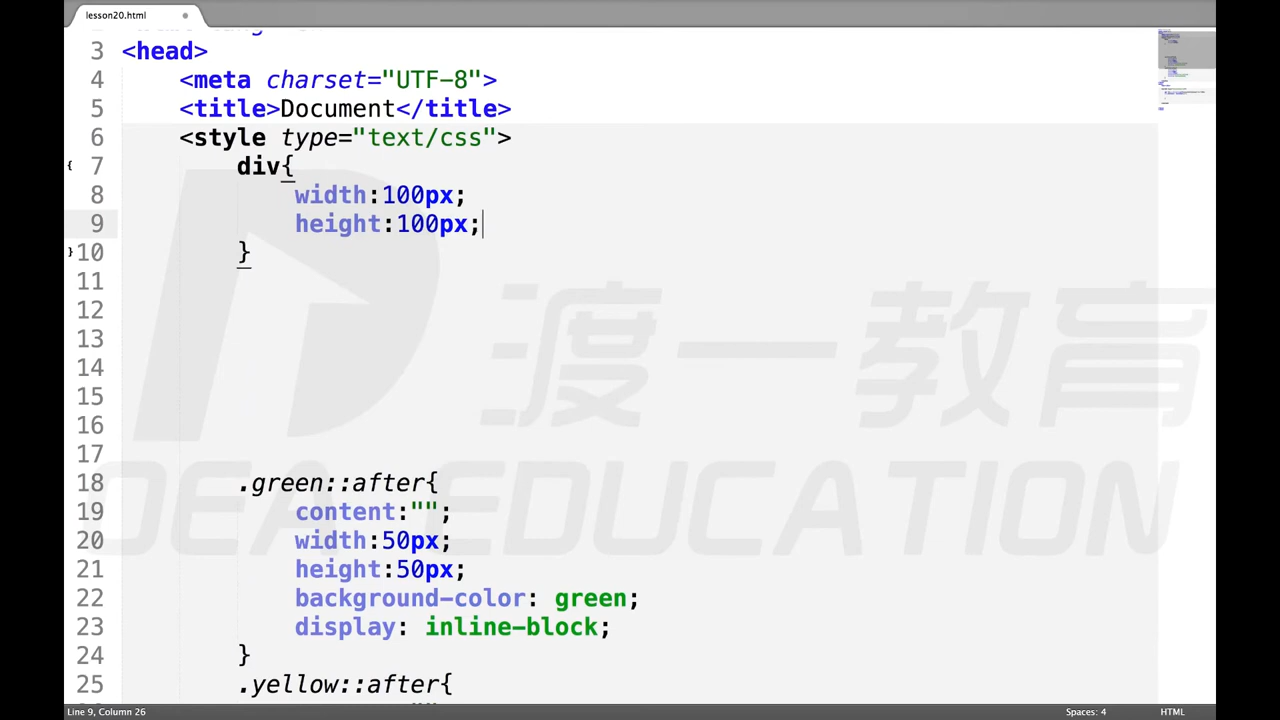 lesson20.html
3 <head>
4 <meta charset="UTF-8">
5 <title>Document</title>
6 <style type="text/css">
{ 7 div{
8 width:100px;
9 height:100px;
} 10 }
11
12
13
14
15
16
17
18 .green::after{
19 content:"";
20 width:50px;
21 height:50px;
22 background-color: green;
23 display: inline-block;
24 }
25 .yellow::after{
渡一教育
DEA EDUCATION
Line 9, Column 26
Spaces: 4
HTML